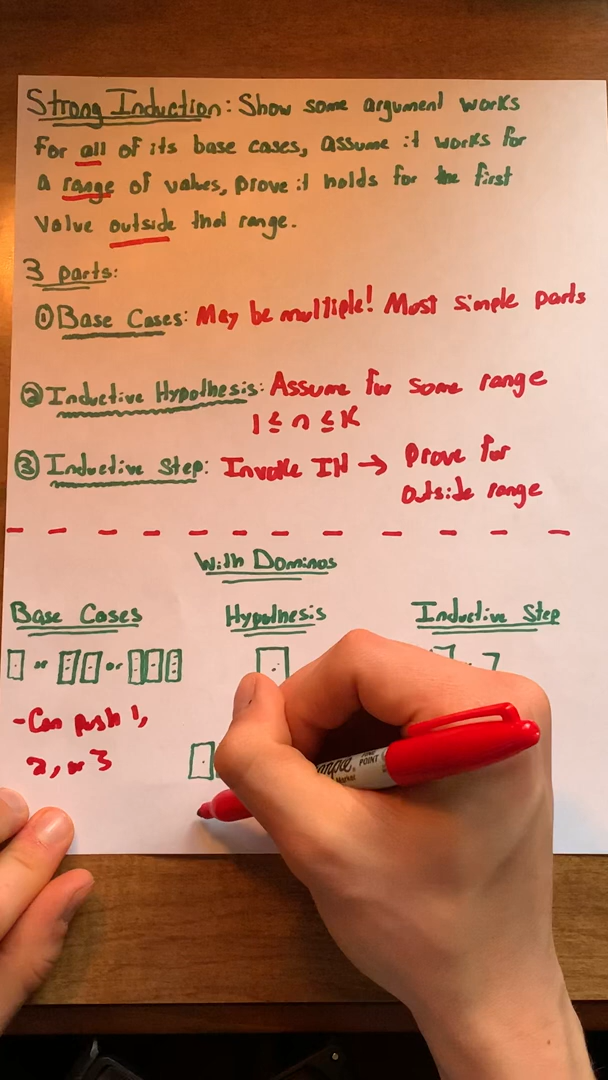 Strong Induction: Show some argument works
for all of its base cases, assume it works for
a range of values, prove it holds for the first
value outside that range.
3 parts:
① Base Cases: May be multiple! Most simple parts
② Inductive Hypothesis: Assume for some range
1 ≤ n ≤ K
③ Inductive Step: Invoke IH → Prove for
outside range
With Dominos
Base Cases Hypothesis Inductive Step
or or
- Can push 1,
2, or 3
POINT